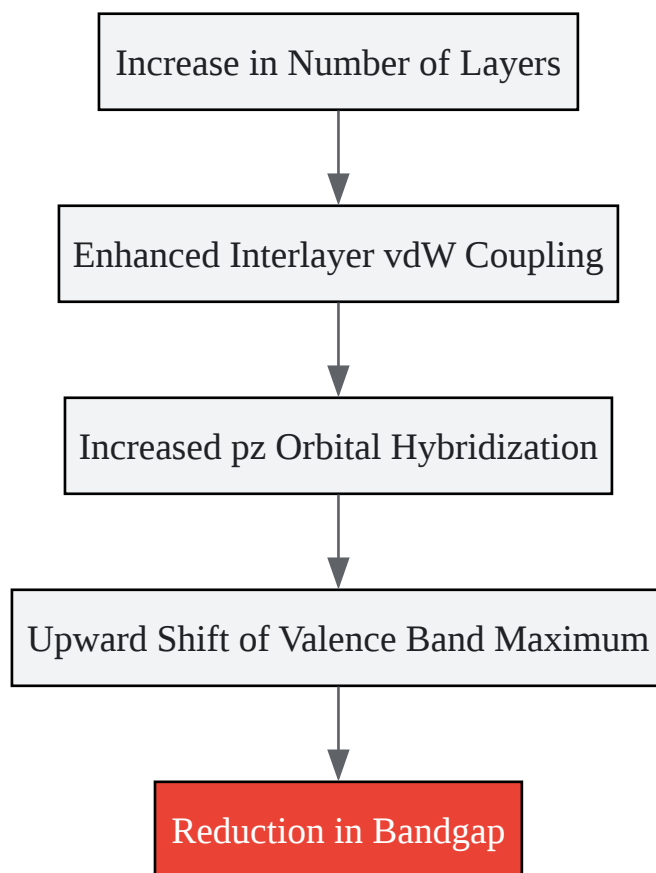 Increase in Number of Layers
Enhanced Interlayer vdW Coupling
Increased pz Orbital Hybridization
Upward Shift of Valence Band Maximum
Reduction in Bandgap